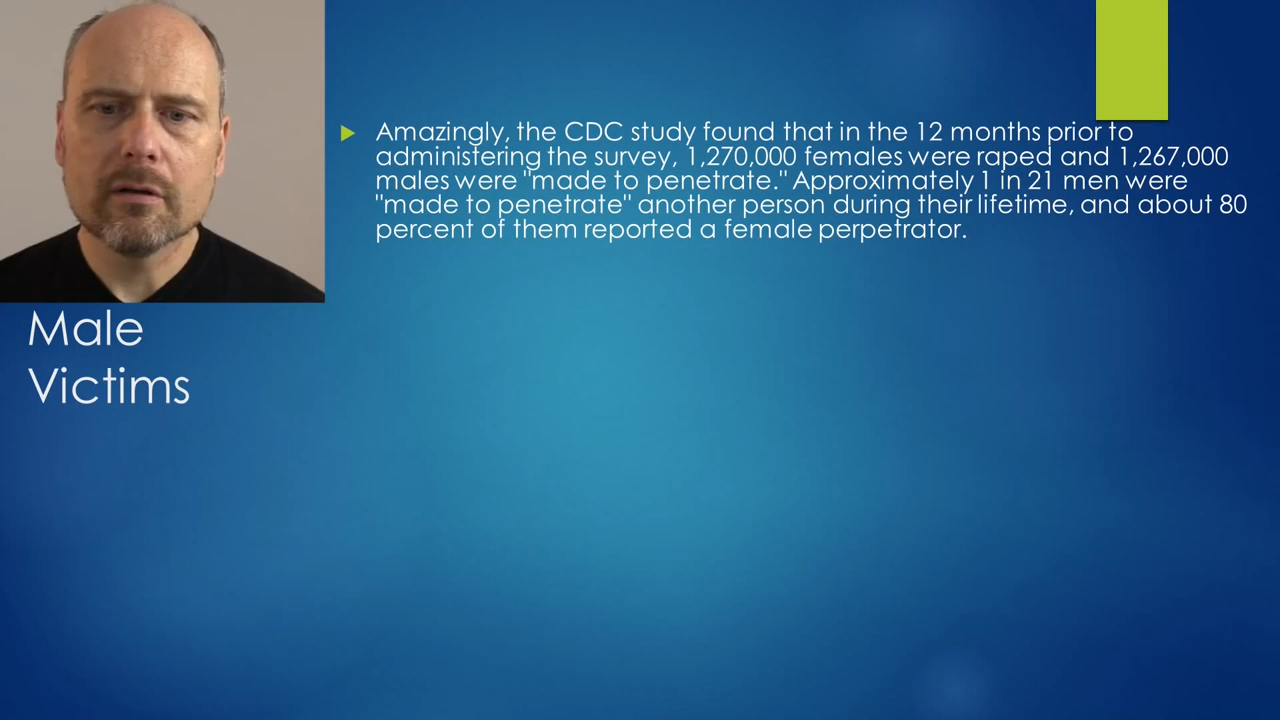 Amazingly, the CDC study found that in the 12 months prior to
administering the survey, 1,270,000 females were raped and 1,267,000
males were "made to penetrate." Approximately 1 in 21 men were
"made to penetrate" another person during their lifetime, and about 80
percent of them reported a female perpetrator.
Male
Victims